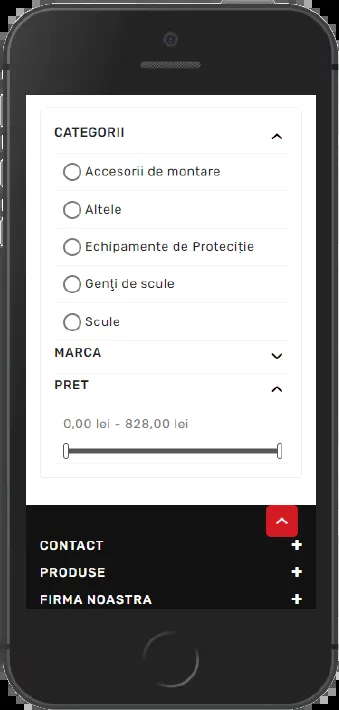 CATEGORII
Accesorii de montare
Altele
Echipamente de Proteciție
Genți de scule
Scule
MARCA
PRET
0,00 lei - 828,00 lei
CONTACT
PRODUSE
FIRMA NOASTRA